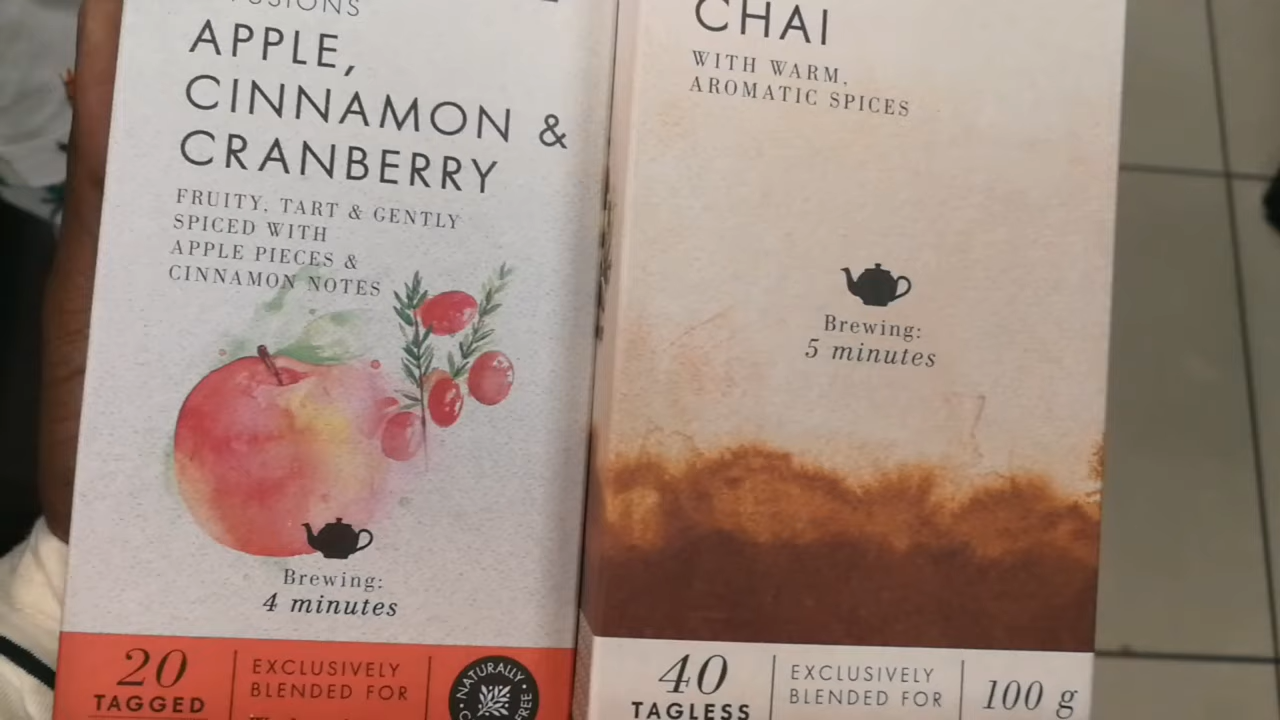 APPLE,
CINNAMON &
CRANBERRY
FRUITY, TART & GENTLY
SPICED WITH
APPLE PIECES &
CINNAMON NOTES
Brewing:
4 minutes
20
TAGGED
EXCLUSIVELY
BLENDED FOR
NATURALLY
FREE
CHAI
WITH WARM,
AROMATIC SPICES
Brewing:
5 minutes
40
TAGLESS
EXCLUSIVELY
BLENDED FOR
100 g